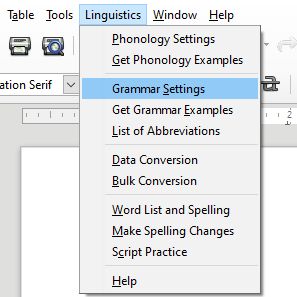 Table Tools Linguistics Window Help
Phonology Settings
Get Phonology Examples
ation Serif
Grammar Settings
Get Grammar Examples
List of Abbreviations
Data Conversion
Bulk Conversion
Word List and Spelling
Make Spelling Changes
Script Practice
Help